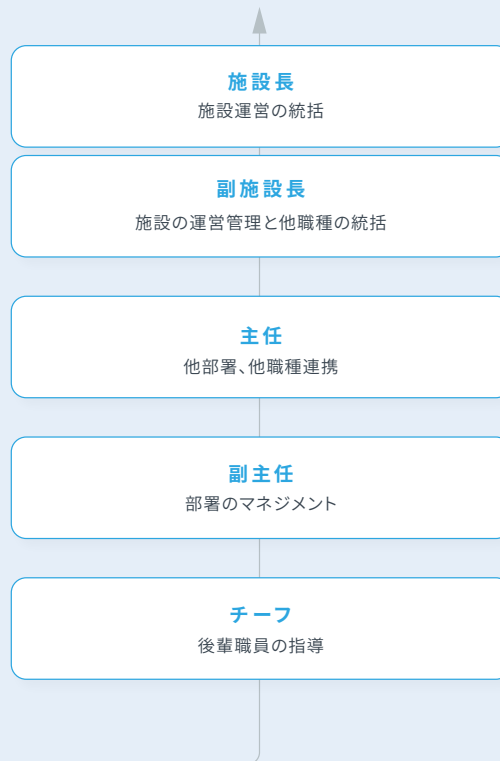 施設長
施設運営の統括
副施設長
施設の運営管理と他職種の統括
主任
他部署、他職種連携
副主任
部署のマネジメント
チーフ
後輩職員の指導